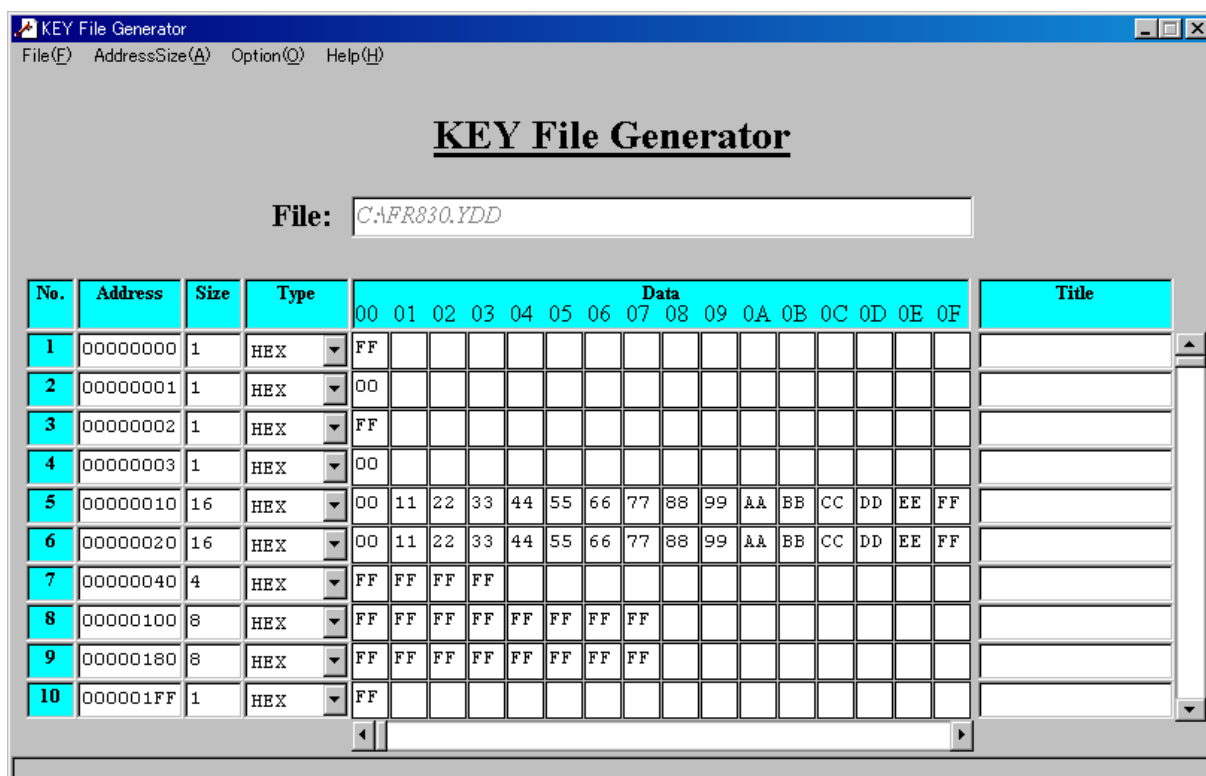 KEY File Generator
File(F) AddressSize(A) Option(O) Help(H)
KEY File Generator
File: C:\FR830.YDD
No. Address Size Type Data Title
00 01 02 03 04 05 06 07 08 09 0A 0B 0C 0D 0E 0F
1 00000000 1 HEX FF
2 00000001 1 HEX 00
3 00000002 1 HEX FF
4 00000003 1 HEX 00
5 00000010 16 HEX 00 11 22 33 44 55 66 77 88 99 AA BB CC DD EE FF
6 00000020 16 HEX 00 11 22 33 44 55 66 77 88 99 AA BB CC DD EE FF
7 00000040 4 HEX FF FF FF FF
8 00000100 8 HEX FF FF FF FF FF FF FF FF
9 00000180 8 HEX FF FF FF FF FF FF FF FF
10 000001FF 1 HEX FF